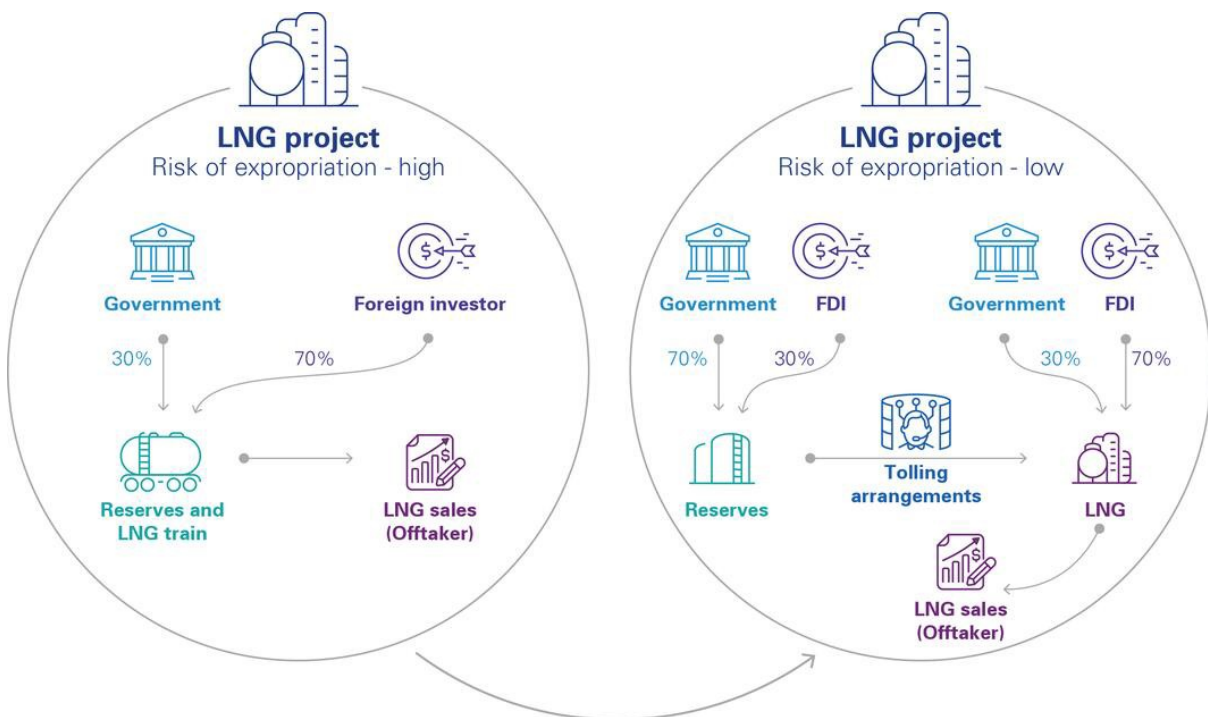 LNG project
Risk of expropriation - high
Government
Foreign investor
30%
70%
Reserves and
LNG train
LNG sales
(Offtaker)
LNG project
Risk of expropriation - low
Government
FDI
Government
FDI
70%
30%
30%
70%
Tolling
arrangements
Reserves
LNG
LNG sales
(Offtaker)